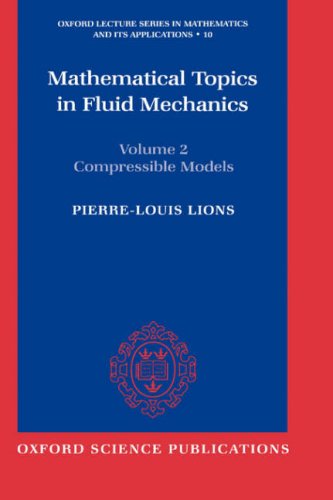 OXFORD LECTURE SERIES IN MATHEMATICS
AND ITS APPLICATIONS • 10
Mathematical Topics
in Fluid Mechanics
Volume 2
Compressible Models
PIERRE-LOUIS LIONS
OXFORD SCIENCE PUBLICATIONS